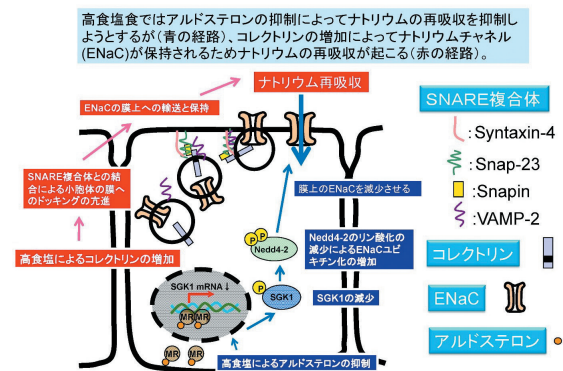 高食塩食ではアルドステロンの抑制によってナトリウムの再吸収を抑制し
ようとするが(青の経路)、コレクトリンの増加によってナトリウムチャネル
(ENaC)が保持されるためナトリウムの再吸収が起こる(赤の経路)。
ナトリウム再吸収
ENaCの膜上への輸送と保持
SNARE複合体との結
合による小胞体の膜へ
のドッキングの亢進
高食塩によるコレクトリンの増加
膜上のENaCを減少させる
P
P
Nedd4-2
Nedd4-2のリン酸化の
減少によるENaCユビ
キチン化の増加
P
SGK1
SGK1の減少
SGK1 mRNA↓
MR
MR
MR
MR
高食塩によるアルドステロンの抑制
SNARE複合体
:Syntaxin-4
:Snap-23
:Snapin
:VAMP-2
コレクトリン
ENaC
アルドステロン